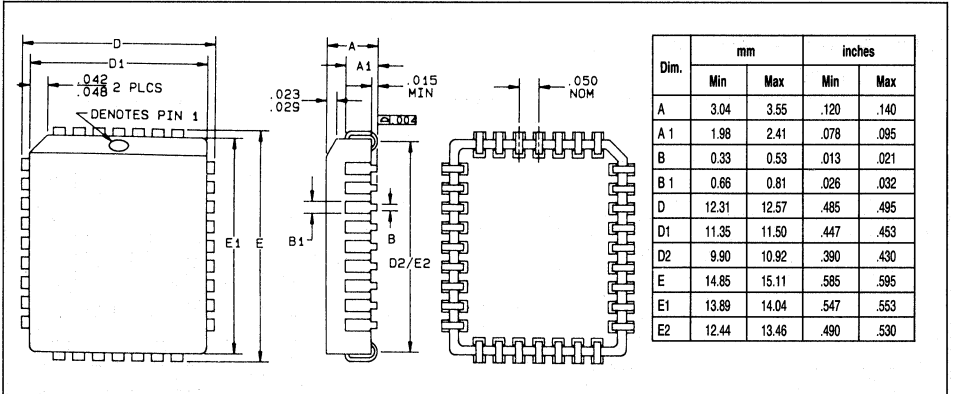 D
D1
.042
.048 2 PLCS
DENOTES PIN 1
E1
E
A
A1
.023
.029
.015
MIN
.004
B1
B
D2/E2
.050
NOM
Dim. mm inches
Min Max Min Max
A 3.04 3.55 .120 .140
A 1 1.98 2.41 .078 .095
B 0.33 0.53 .013 .021
B 1 0.66 0.81 .026 .032
D 12.31 12.57 .485 .495
D1 11.35 11.50 .447 .453
D2 9.90 10.92 .390 .430
E 14.85 15.11 .585 .595
E1 13.89 14.04 .547 .553
E2 12.44 13.46 .490 .530